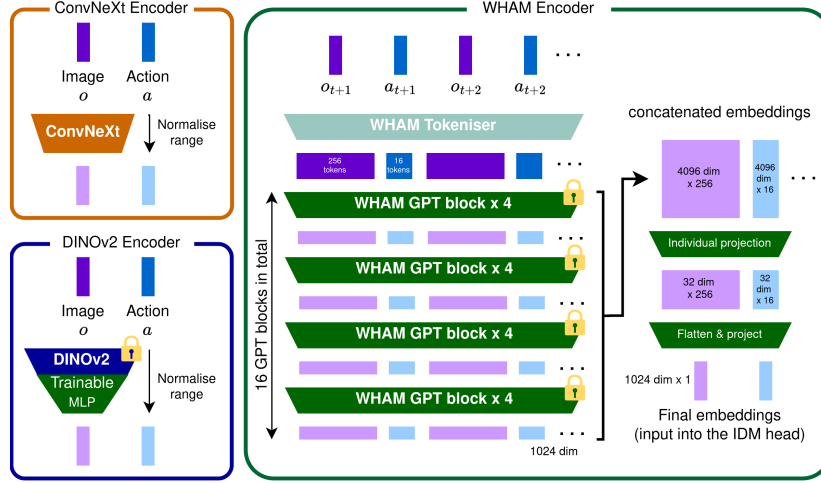 ConvNeXt Encoder
Image
o
Action
a
ConvNeXt
Normalise
range
DINOv2 Encoder
Image
o
Action
a
DINOv2
Trainable
MLP
Normalise
range
WHAM Encoder
o_{t+1}
a_{t+1}
o_{t+2}
a_{t+2}
...
WHAM Tokeniser
256
tokens
16
tokens
...
16 GPT blocks in total
WHAM GPT block x 4
...
WHAM GPT block x 4
...
WHAM GPT block x 4
...
WHAM GPT block x 4
...
1024 dim
concatenated embeddings
4096 dim
x 256
4096
dim
x 16
...
Individual projection
32 dim
x 256
32
dim
x 16
Flatten & project
1024 dim x 1
Final embeddings
(input into the IDM head)